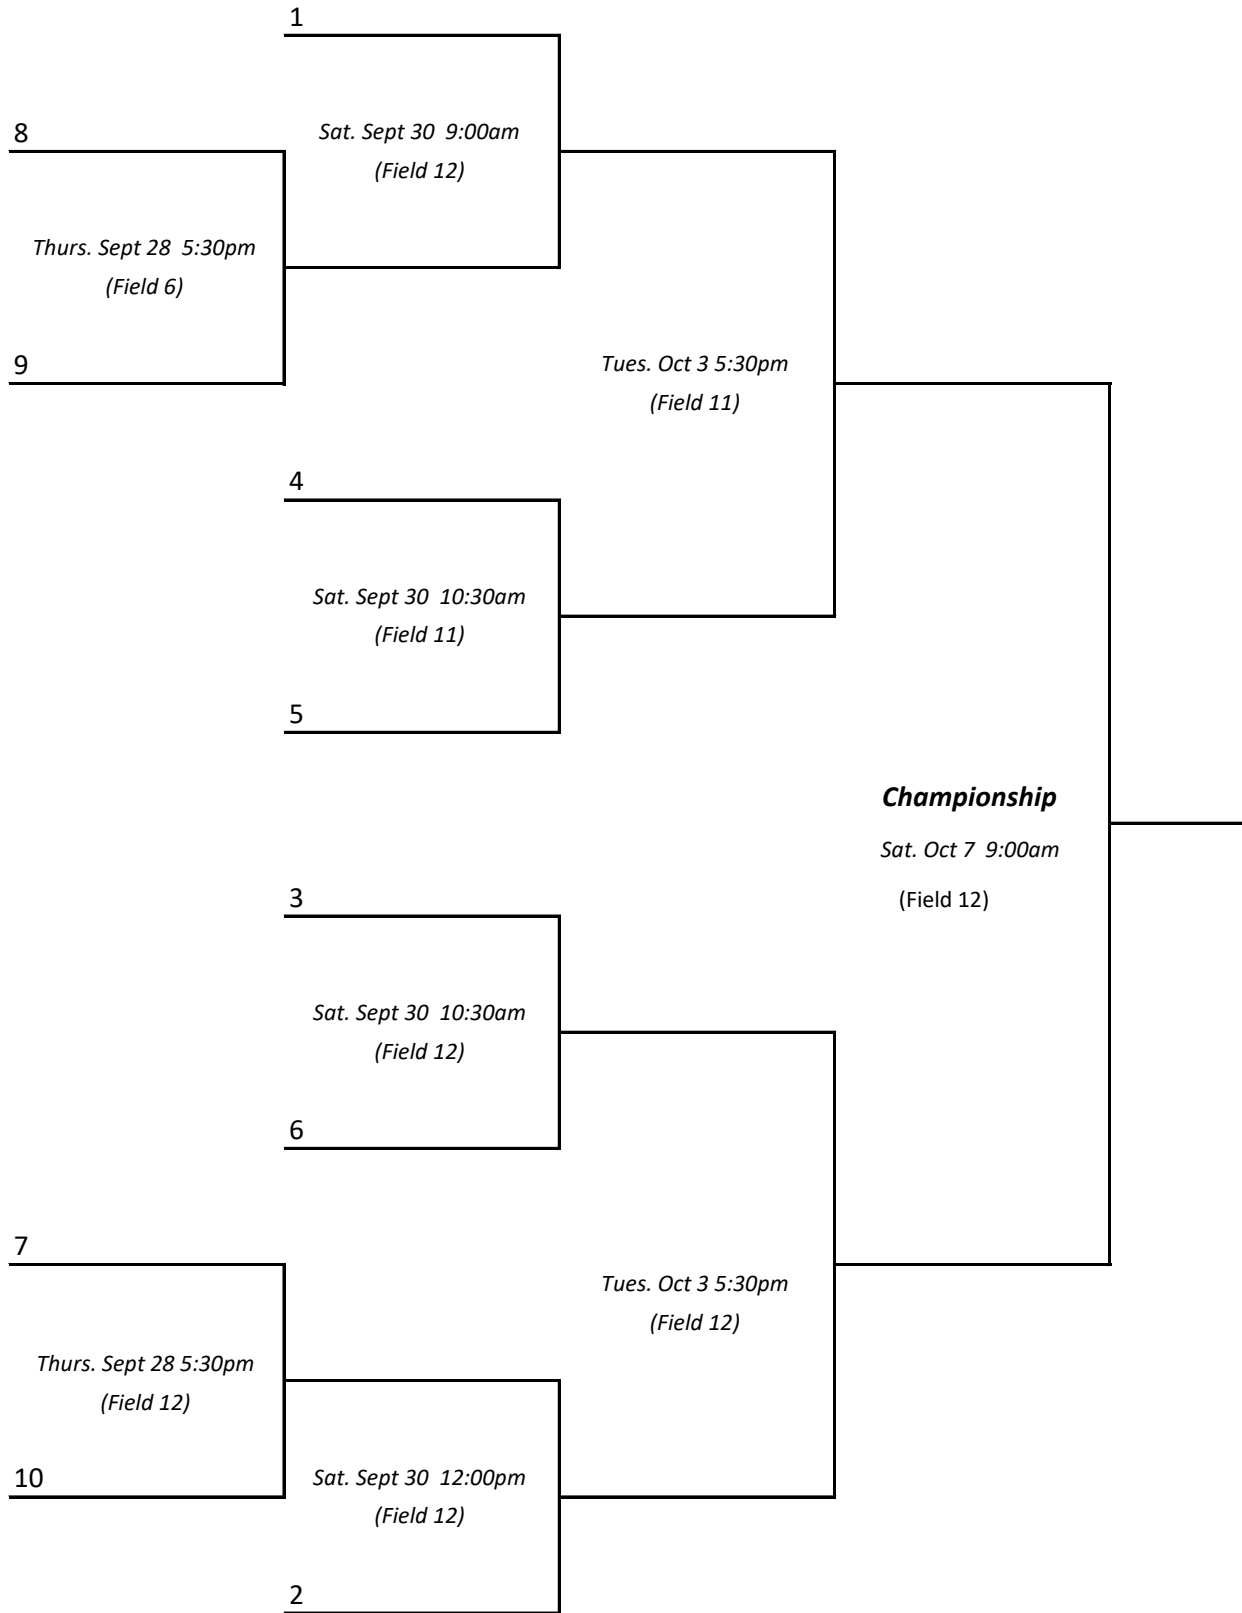 1
8
Sat. Sept 30  9:00am
(Field 12)
Thurs. Sept 28  5:30pm
(Field 6)
9
Tues. Oct 3 5:30pm
(Field 11)
4
Sat. Sept 30  10:30am
(Field 11)
5
Championship
Sat. Oct 7  9:00am
(Field 12)
3
Sat. Sept 30  10:30am
(Field 12)
6
7
Tues. Oct 3 5:30pm
(Field 12)
Thurs. Sept 28 5:30pm
(Field 12)
10
Sat. Sept 30  12:00pm
(Field 12)
2